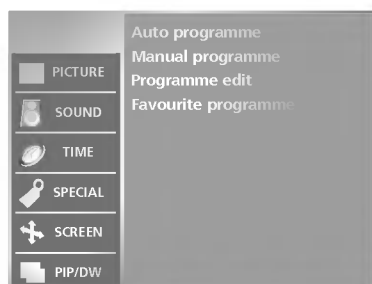 Auto programme
Manual programme
Programme edit
Favourite programme
PICTURE
SOUND
TIME
SPECIAL
SCREEN
PIP/DW